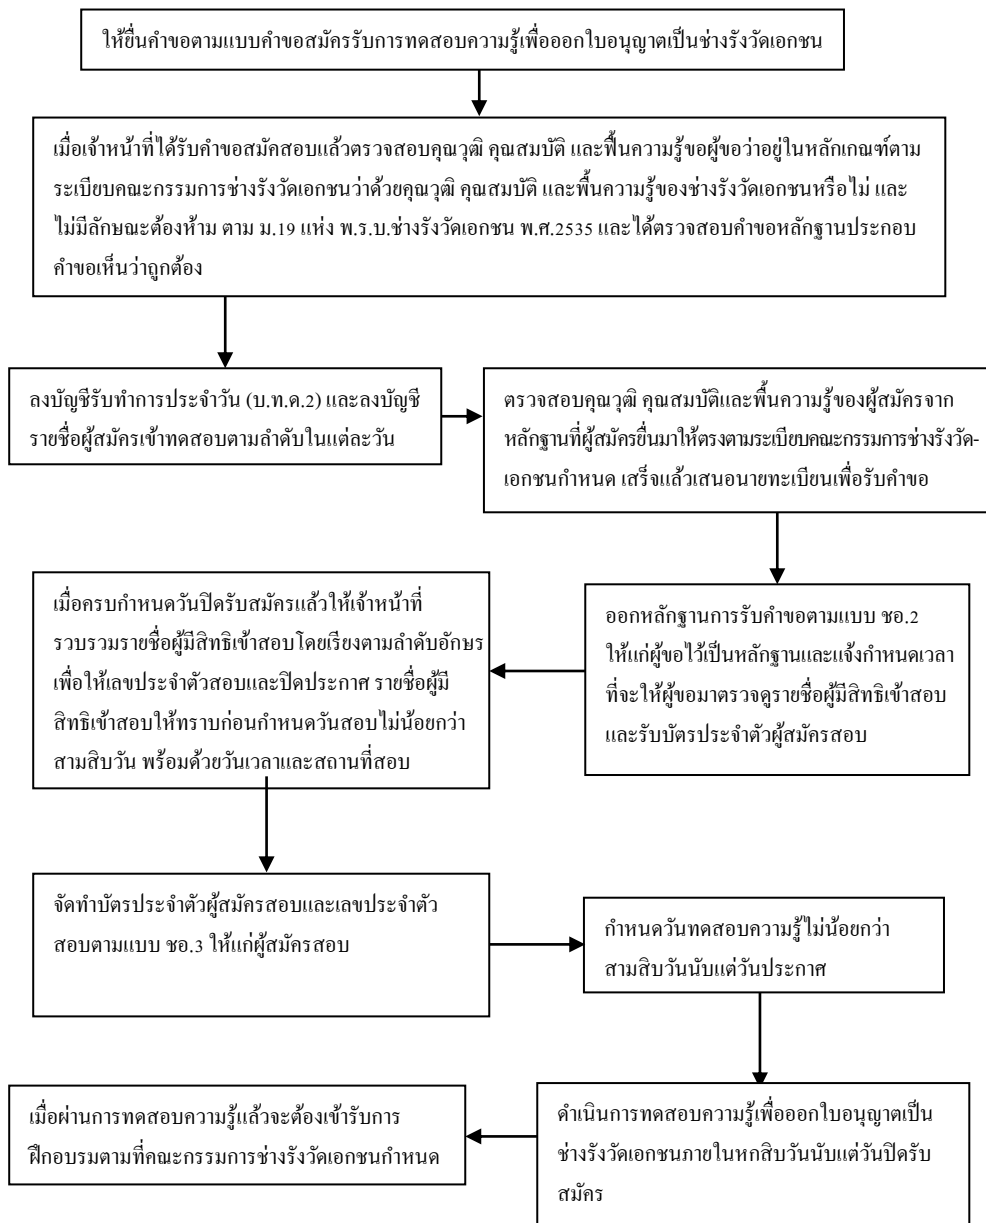 ให้ยื่นคำขอตามแบบคำขอสมัครรับการทดสอบความรู้เพื่อออกใบอนุญาตเป็นช่างรังวัดเอกชน
เมื่อเจ้าหน้าที่ได้รับคำขอสมัคสอบแล้วตรวจสอบคุณวุฒิ คุณสมบัติ และฟื้นความรู้ขอผู้ขอว่าอยู่ในหลักเกณฑ์ตาม
ระเบียบคณะกรรมการช่างรังวัดเอกชนว่าด้วยคุณวุฒิ คุณสมบัติ และพื้นความรู้ของช่างรังวัดเอกชนหรือไม่ และ
ไม่มีลักษณะต้องห้าม ตาม ม.19 แห่ง พ.ร.บ.ช่างรังวัดเอกชน พ.ศ.2535 และได้ตรวจสอบคำขอหลักฐานประกอบ
คำขอเห็นว่าถูกต้อง
ลงบัญชีรับทำการประจำวัน (บ.ท.ด.2) และลงบัญชี
รายชื่อผู้สมัครเข้าทดสอบตามลำดับในแต่ละวัน
ตรวจสอบคุณวุฒิ คุณสมบัติและพื้นความรู้ของผู้สมัครจาก
หลักฐานที่ผู้สมัครยื่นมาให้ตรงตามระเบียบคณะกรรมการช่างรังวัด-
เอกชนกำหนด เสร็จแล้วเสนอนายทะเบียนเพื่อรับคำขอ
ออกหลักฐานการรับคำขอตามแบบ ชอ.2
ให้แก่ผู้ขอไว้เป็นหลักฐานและแจ้งกำหนดเวลา
ที่จะให้ผู้ขอมาตรวจดูรายชื่อผู้มีสิทธิเข้าสอบ
และรับบัตรประจำตัวผู้สมัครสอบ
เมื่อครบกำหนดวันปิดรับสมัครแล้วให้เจ้าหน้าที่
รวบรวมรายชื่อผู้มีสิทธิเข้าสอบโดยเรียงตามลำดับอักษร
เพื่อให้เลขประจำตัวสอบและปิดประกาศ รายชื่อผู้มี
สิทธิเข้าสอบให้ทราบก่อนกำหนดวันสอบไม่น้อยกว่า
สามสิบวัน พร้อมด้วยวันเวลาและสถานที่สอบ
จัดทำบัตรประจำตัวผู้สมัครสอบและเลขประจำตัว
สอบตามแบบ ชอ.3 ให้แก่ผู้สมัครสอบ
กำหนดวันทดสอบความรู้ไม่น้อยกว่า
สามสิบวันนับแต่วันประกาศ
ดำเนินการทดสอบความรู้เพื่อออกใบอนุญาตเป็น
ช่างรังวัดเอกชนภายในหกสิบวันนับแต่วันปิดรับ
สมัคร
เมื่อผ่านการทดสอบความรู้แล้วจะต้องเข้ารับการ
ฝึกอบรมตามที่คณะกรรมการช่างรังวัดเอกชนกำหนด